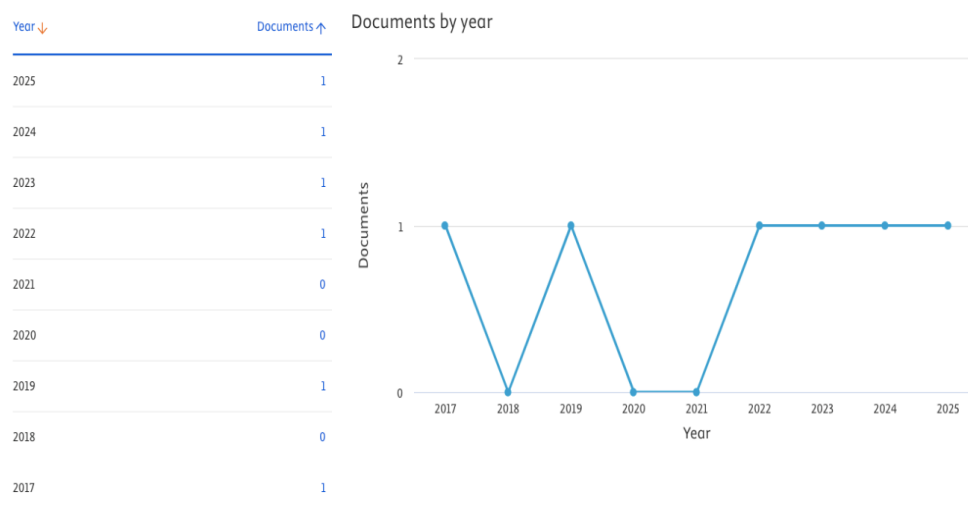 Year↓ Documents↑
2025 1
2024 1
2023 1
2022 1
2021 0
2020 0
2019 1
2018 0
2017 1
Documents by year
2
1
0
Documents
2017 2018 2019 2020 2021 2022 2023 2024 2025
Year